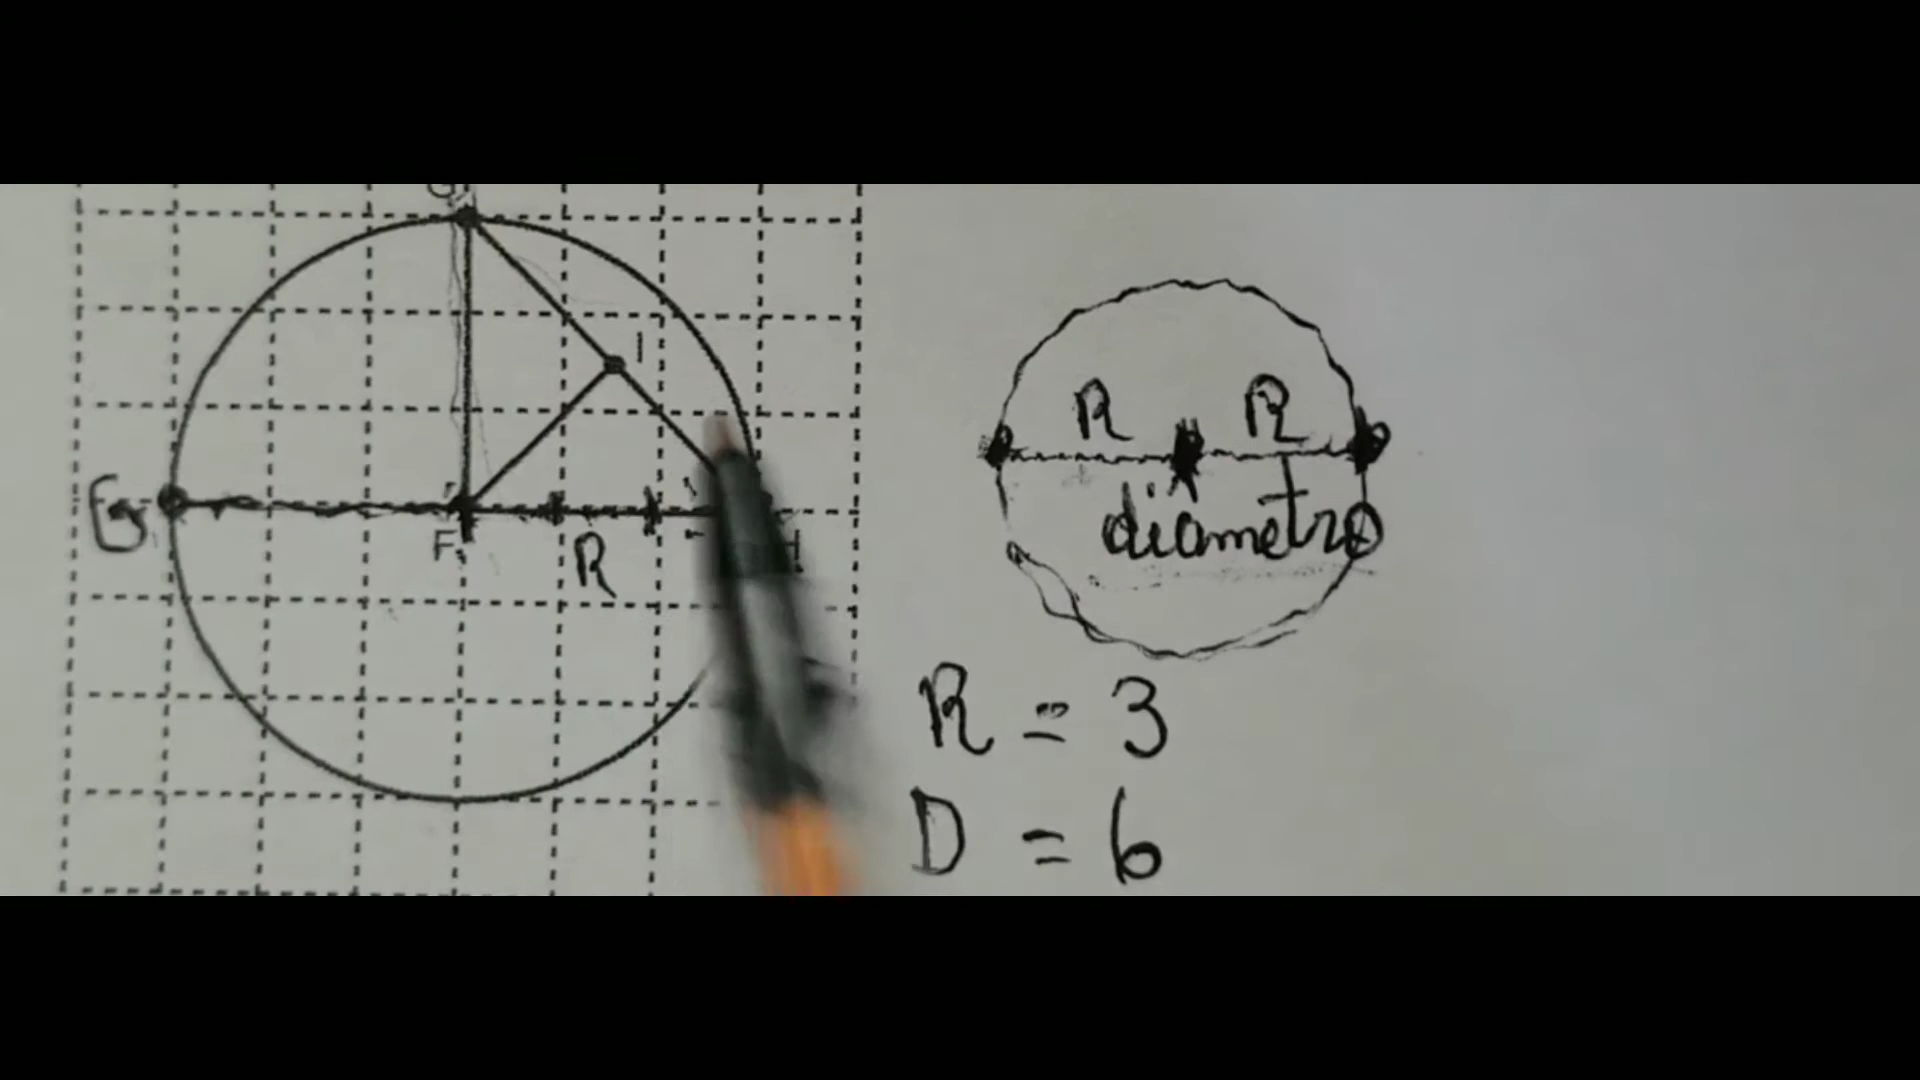 G
I
G
F
R
H
R R
diametro
R = 3
D = 6